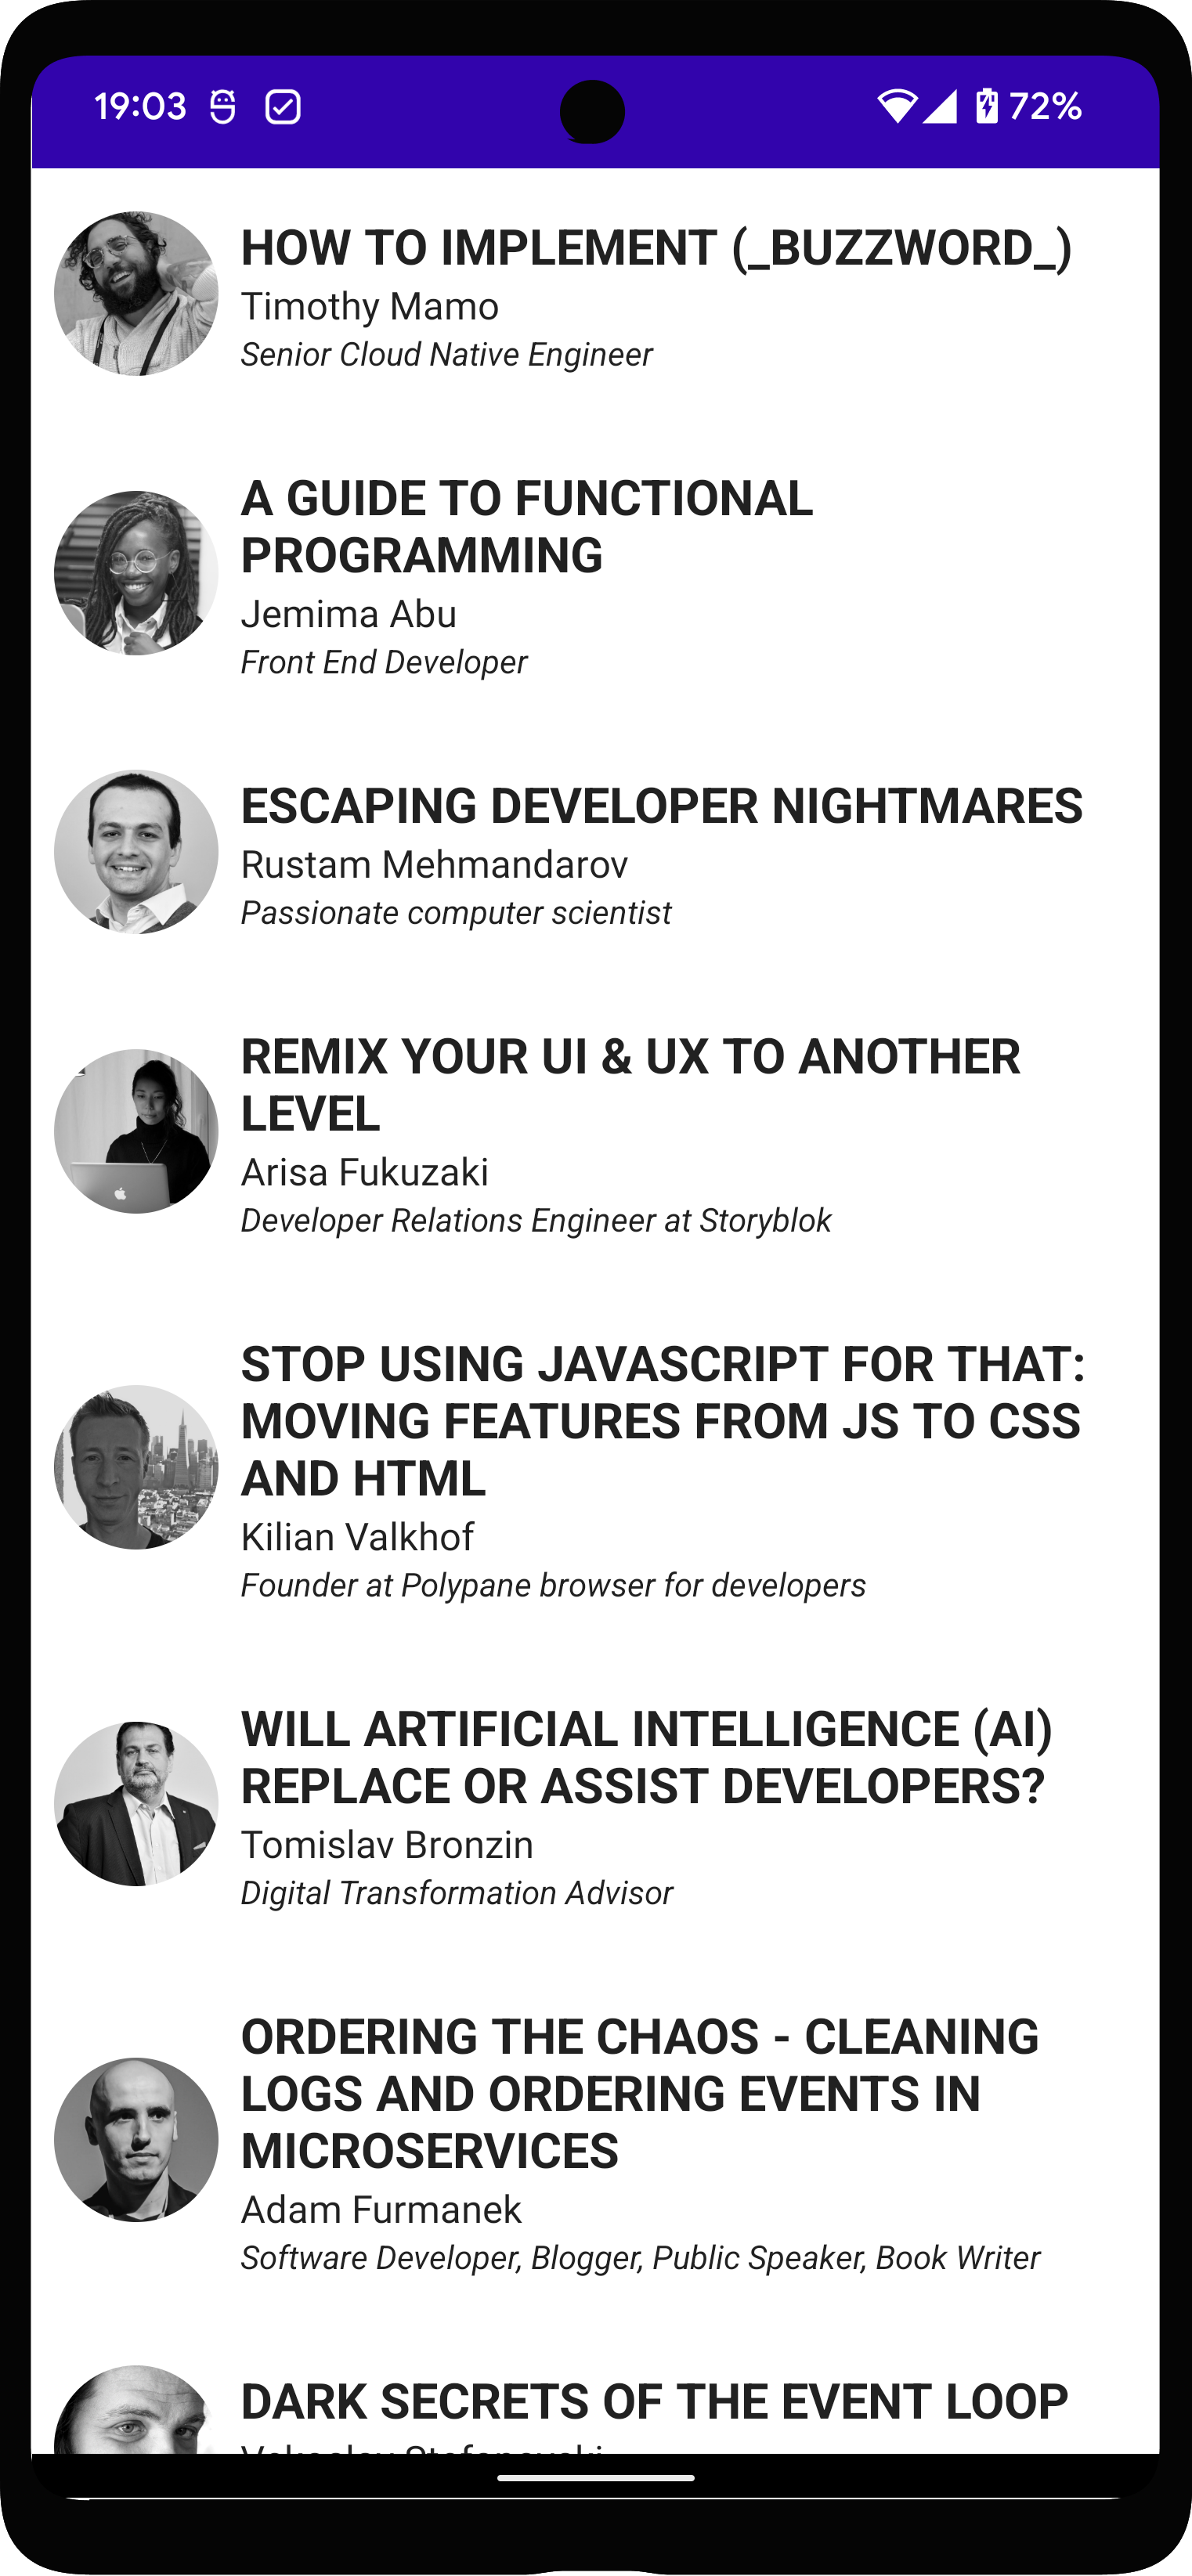 19:03
72%
HOW TO IMPLEMENT (_BUZZWORD_)
Timothy Mamo
Senior Cloud Native Engineer
A GUIDE TO FUNCTIONAL
PROGRAMMING
Jemima Abu
Front End Developer
ESCAPING DEVELOPER NIGHTMARES
Rustam Mehmandarov
Passionate computer scientist
REMIX YOUR UI & UX TO ANOTHER
LEVEL
Arisa Fukuzaki
Developer Relations Engineer at Storyblok
STOP USING JAVASCRIPT FOR THAT:
MOVING FEATURES FROM JS TO CSS
AND HTML
Kilian Valkhof
Founder at Polypane browser for developers
WILL ARTIFICIAL INTELLIGENCE (AI)
REPLACE OR ASSIST DEVELOPERS?
Tomislav Bronzin
Digital Transformation Advisor
ORDERING THE CHAOS - CLEANING
LOGS AND ORDERING EVENTS IN
MICROSERVICES
Adam Furmanek
Software Developer, Blogger, Public Speaker, Book Writer
DARK SECRETS OF THE EVENT LOOP